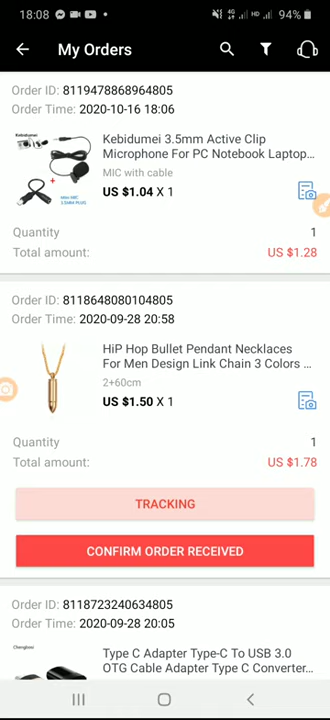 18:08 4G HD 94%
My Orders
Order ID: 8119478868964805
Order Time: 2020-10-16 18:06
Kebidumei
Kebidumei 3.5mm Active Clip
Microphone For PC Notebook Laptop...
MIC with cable
US $1.04 X 1
Quantity 1
Total amount: US $1.28
Order ID: 8118648080104805
Order Time: 2020-09-28 20:58
HiP Hop Bullet Pendant Necklaces
For Men Design Link Chain 3 Colors ...
2+60cm
US $1.50 X 1
Quantity 1
Total amount: US $1.78
TRACKING
CONFIRM ORDER RECEIVED
Order ID: 8118723240634805
Order Time: 2020-09-28 20:05
Type C Adapter Type-C To USB 3.0
OTG Cable Adapter Type C Converter...